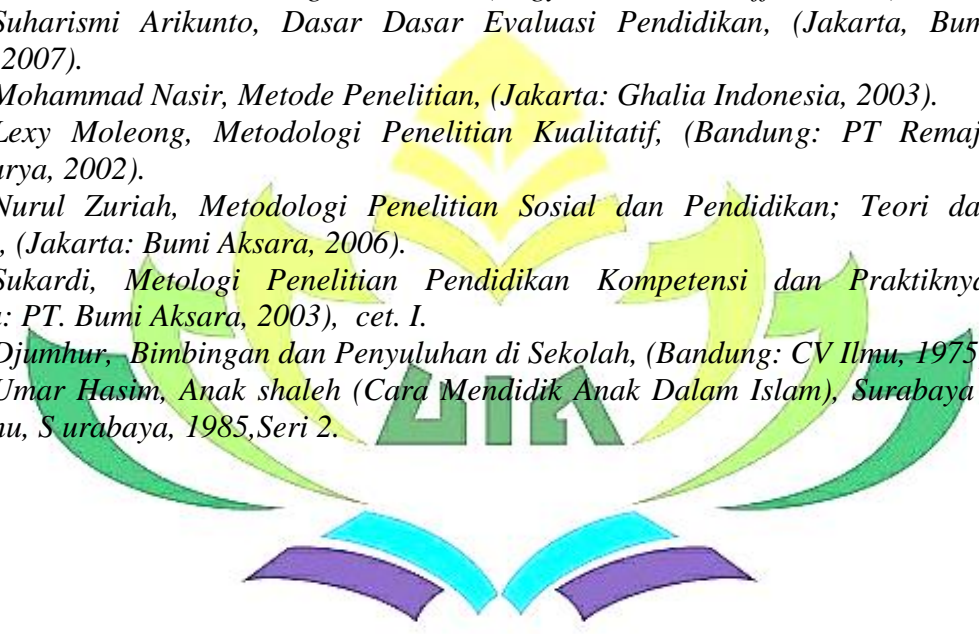 Suharismi Arikunto, Dasar Dasar Evaluasi Pendidikan, (Jakarta, Bum
2007).
Mohammad Nasir, Metode Penelitian, (Jakarta: Ghalia Indonesia, 2003).
Lexy Moleong, Metodologi Penelitian Kualitatif, (Bandung: PT Remaj
arya, 2002).
Nurul Zuriah, Metodologi Penelitian Sosial dan Pendidikan; Teori da
, (Jakarta: Bumi Aksara, 2006).
Sukardi, Metologi Penelitian Pendidikan Kompetensi dan Praktiknya
: PT. Bumi Aksara, 2003), cet. I.
Djumhur, Bimbingan dan Penyuluhan di Sekolah, (Bandung: CV Ilmu, 1975
Umar Hasim, Anak shaleh (Cara Mendidik Anak Dalam Islam), Surabaya
nu, S urabaya, 1985,Seri 2.
UIN